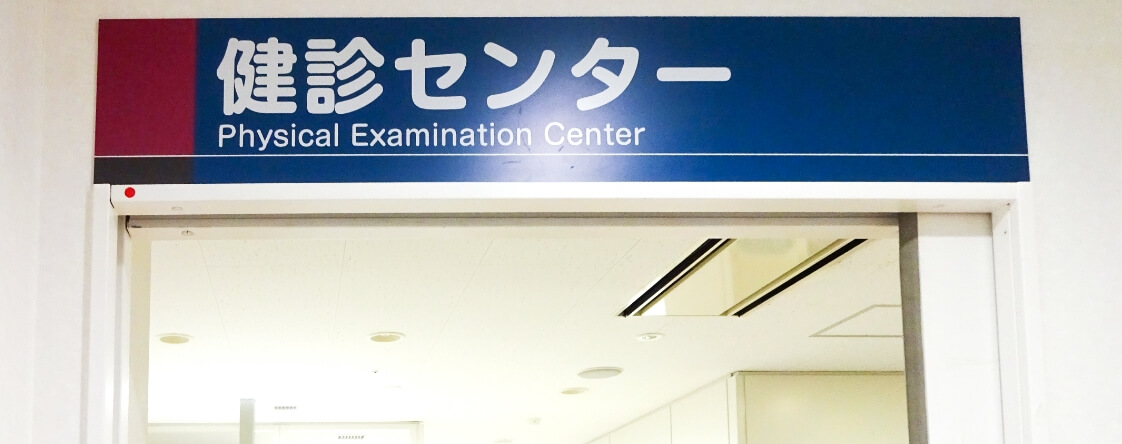 健診センター
Physical Examination Center